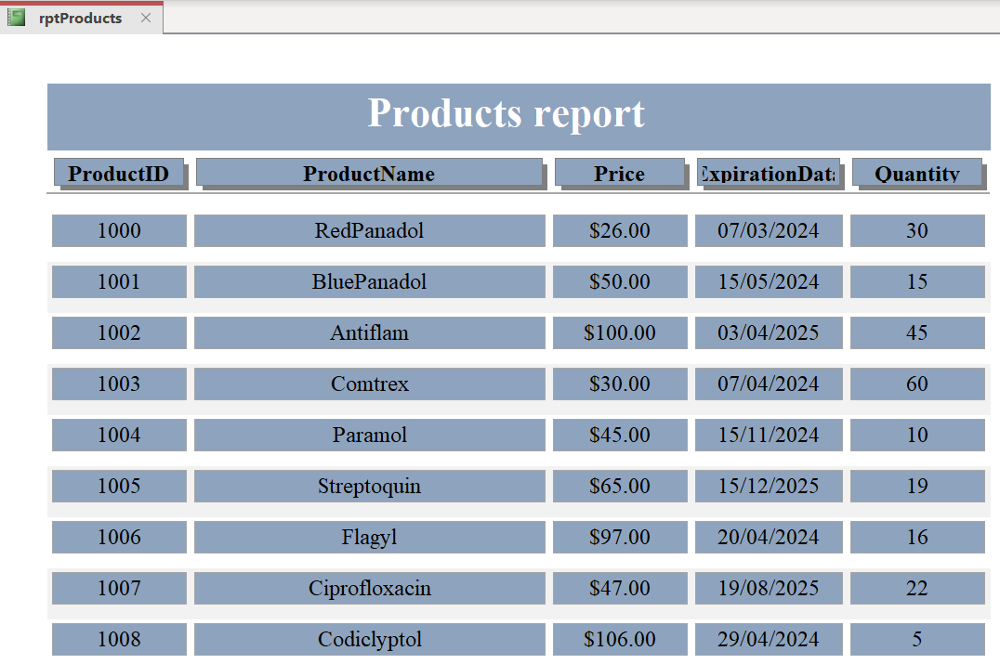 rptProducts
Products report
ProductID ProductName Price ExpirationData Quantity
1000 RedPanadol $26.00 07/03/2024 30
1001 BluePanadol $50.00 15/05/2024 15
1002 Antiflam $100.00 03/04/2025 45
1003 Comtrex $30.00 07/04/2024 60
1004 Paramol $45.00 15/11/2024 10
1005 Streptoquin $65.00 15/12/2025 19
1006 Flagyl $97.00 20/04/2024 16
1007 Ciprofloxacin $47.00 19/08/2025 22
1008 Codiclyptol $106.00 29/04/2024 5